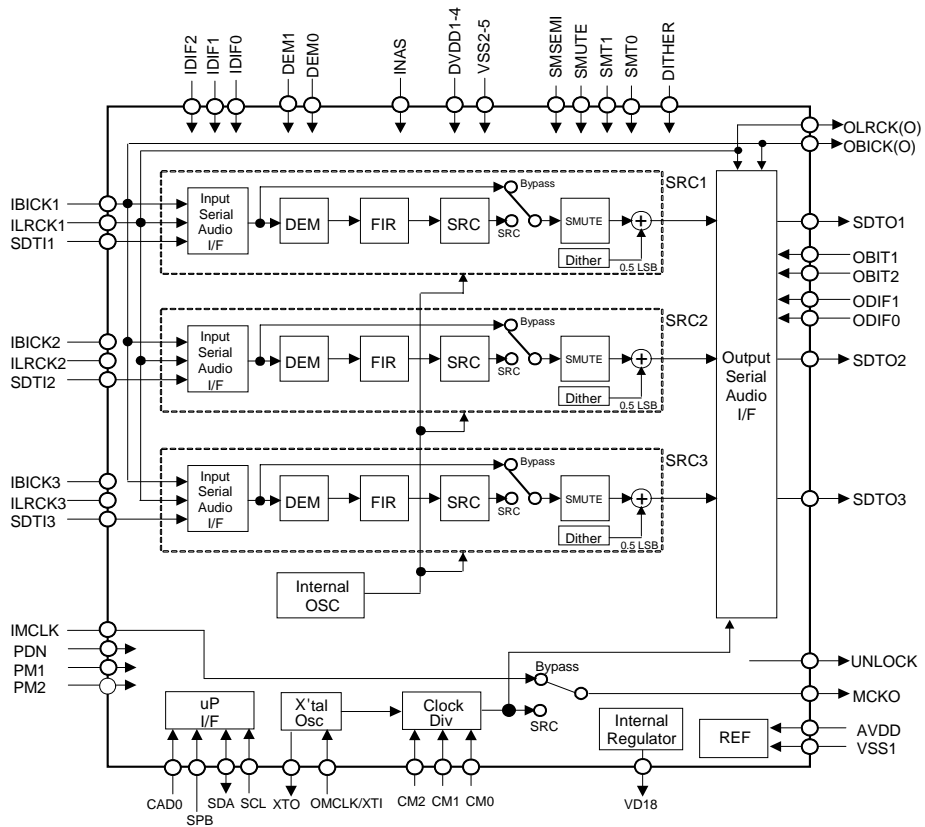 IDIF2
IDIF1
IDIF0
DEM1
DEM0
INAS
DVDD1-4
VSS2-5
SMSEMI
SMUTE
SMT1
SMT0
DITHER
OLRCK(O)
OBICK(O)
IBICK1
ILRCK1
SDTI1
Input
Serial
Audio
I/F
DEM
FIR
SRC
Bypass
SRC
SMUTE
Dither
0.5 LSB
SRC1
SDTO1
OBIT1
OBIT2
ODIF1
ODIF0
IBICK2
ILRCK2
SDTI2
Input
Serial
Audio
I/F
DEM
FIR
SRC
Bypass
SRC
SMUTE
Dither
0.5 LSB
SRC2
Output
Serial
Audio
I/F
SDTO2
IBICK3
ILRCK3
SDTI3
Input
Serial
Audio
I/F
DEM
FIR
SRC
Bypass
SRC
SMUTE
Dither
0.5 LSB
SRC3
SDTO3
Internal
OSC
IMCLK
PDN
PM1
PM2
Bypass
SRC
UNLOCK
MCKO
AVDD
VSS1
uP
I/F
X'tal
Osc
Clock
Div
Internal
Regulator
REF
CAD0
SPB
SDA
SCL
XTO
OMCLK/XTI
CM2
CM1
CM0
VD18